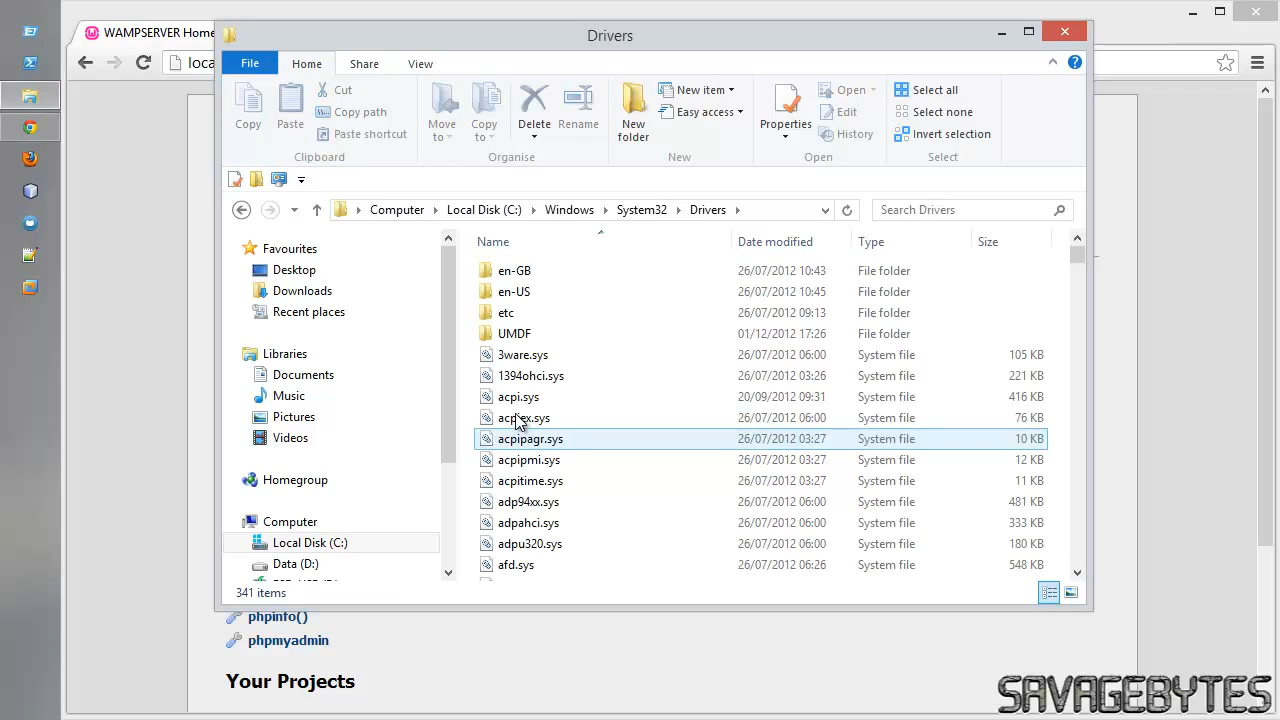 WAMPSERVER Home
Drivers
loca
File
Home
Share
View
Copy
Paste
Cut
Copy path
Paste shortcut
Clipboard
Move to
Copy to
Delete
Rename
Organise
New folder
New item
Easy access
New
Properties
Open
Edit
History
Open
Select all
Select none
Invert selection
Select
Computer Local Disk (C:) Windows System32 Drivers
Search Drivers
Favourites
Desktop
Downloads
Recent places
Libraries
Documents
Music
Pictures
Videos
Homegroup
Computer
Local Disk (C:)
Data (D:)
Name Date modified Type Size
en-GB 26/07/2012 10:43 File folder
en-US 26/07/2012 10:45 File folder
etc 26/07/2012 09:13 File folder
UMDF 01/12/2012 17:26 File folder
3ware.sys 26/07/2012 06:00 System file 105 KB
1394ohci.sys 26/07/2012 03:26 System file 221 KB
acpi.sys 20/09/2012 09:31 System file 416 KB
acpiex.sys 26/07/2012 06:00 System file 76 KB
acpipagr.sys 26/07/2012 03:27 System file 10 KB
acpipmi.sys 26/07/2012 03:27 System file 12 KB
acpitime.sys 26/07/2012 03:27 System file 11 KB
adp94xx.sys 26/07/2012 06:00 System file 481 KB
adpahci.sys 26/07/2012 06:00 System file 333 KB
adpu320.sys 26/07/2012 06:00 System file 180 KB
afd.sys 26/07/2012 06:26 System file 548 KB
341 items
phpinfo()
phpmyadmin
Your Projects
SAVAGEBYTES